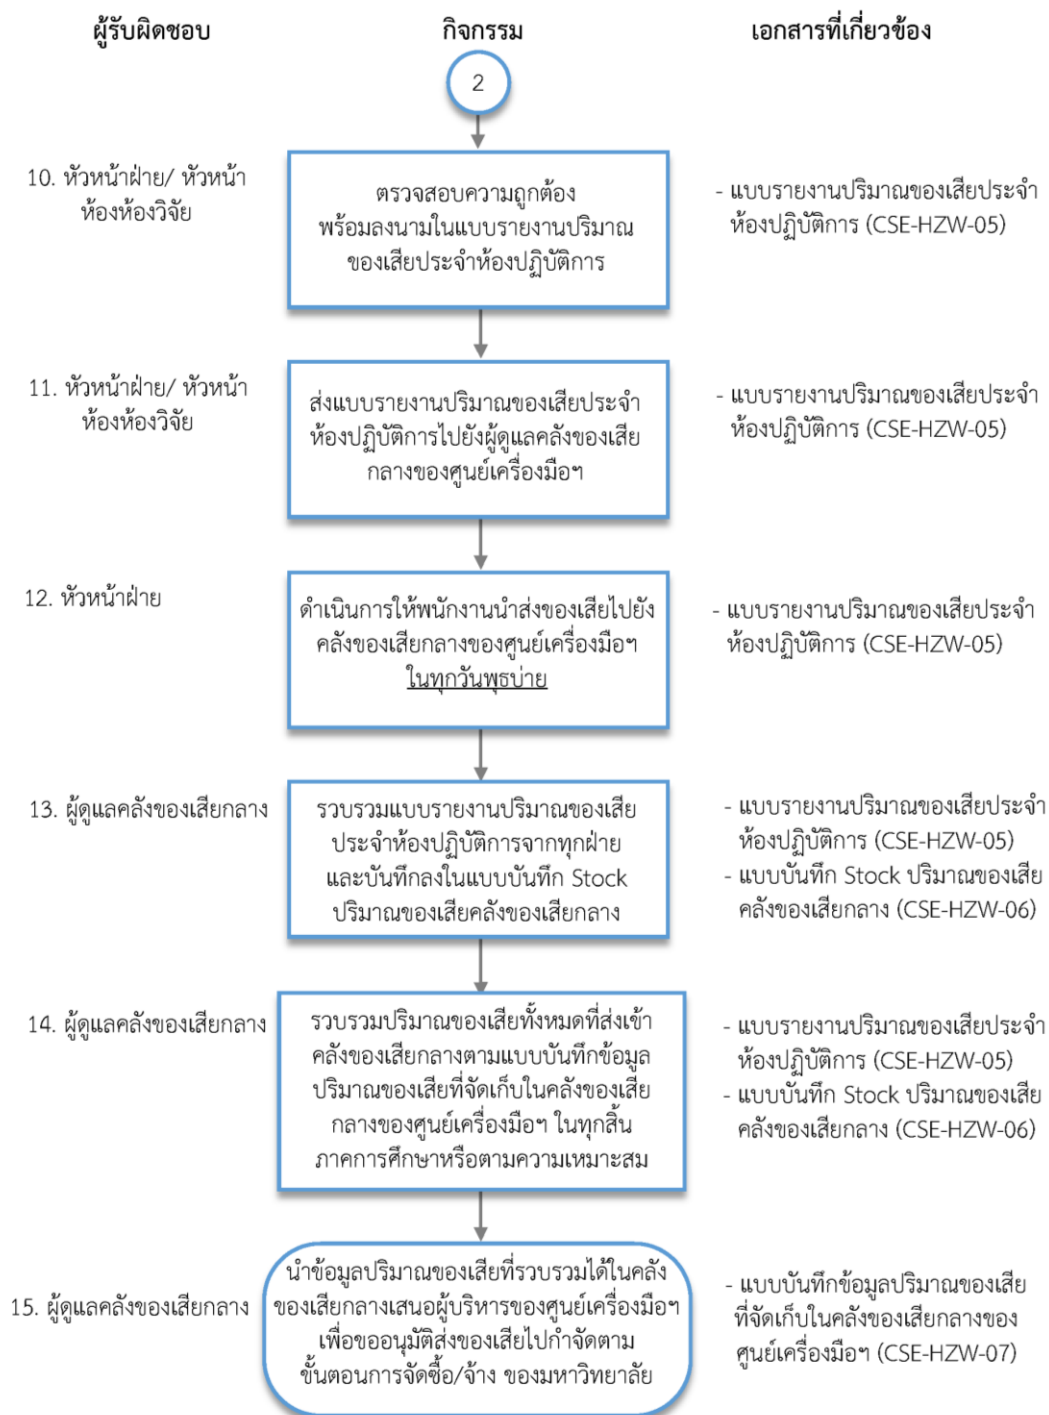 ผู้รับผิดชอบ
กิจกรรม
เอกสารที่เกี่ยวข้อง
2
10. หัวหน้าฝ่าย/ หัวหน้า
ห้องห้องวิจัย
ตรวจสอบความถูกต้อง
พร้อมลงนามในแบบรายงานปริมาณ
ของเสียประจำห้องปฏิบัติการ
- แบบรายงานปริมาณของเสียประจำ
ห้องปฏิบัติการ (CSE-HZW-05)
11. หัวหน้าฝ่าย/ หัวหน้า
ห้องห้องวิจัย
ส่งแบบรายงานปริมาณของเสียประจำ
ห้องปฏิบัติการไปยังผู้ดูแลคลังของเสีย
กลางของศูนย์เครื่องมือฯ
- แบบรายงานปริมาณของเสียประจำ
ห้องปฏิบัติการ (CSE-HZW-05)
12. หัวหน้าฝ่าย
ดำเนินการให้พนักงานนำส่งของเสียไปยัง
คลังของเสียกลางของศูนย์เครื่องมือฯ
ในทุกวันพุธบ่าย
- แบบรายงานปริมาณของเสียประจำ
ห้องปฏิบัติการ (CSE-HZW-05)
13. ผู้ดูแลคลังของเสียกลาง
รวบรวมแบบรายงานปริมาณของเสีย
ประจำห้องปฏิบัติการจากทุกฝ่าย
และบันทึกลงในแบบบันทึก Stock
ปริมาณของเสียคลังของเสียกลาง
- แบบรายงานปริมาณของเสียประจำ
ห้องปฏิบัติการ (CSE-HZW-05)
- แบบบันทึก Stock ปริมาณของเสีย
คลังของเสียกลาง (CSE-HZW-06)
14. ผู้ดูแลคลังของเสียกลาง
รวบรวมปริมาณของเสียทั้งหมดที่ส่งเข้า
คลังของเสียกลางตามแบบบันทึกข้อมูล
ปริมาณของเสียที่จัดเก็บในคลังของเสีย
กลางของศูนย์เครื่องมือฯ ในทุกสิ้น
ภาคการศึกษาหรือตามความเหมาะสม
- แบบรายงานปริมาณของเสียประจำ
ห้องปฏิบัติการ (CSE-HZW-05)
- แบบบันทึก Stock ปริมาณของเสีย
คลังของเสียกลาง (CSE-HZW-06)
15. ผู้ดูแลคลังของเสียกลาง
นำข้อมูลปริมาณของเสียที่รวบรวมได้ในคลัง
ของเสียกลางเสนอผู้บริหารของศูนย์เครื่องมือฯ
เพื่อขออนุมัติส่งของเสียไปกำจัดตาม
ขั้นตอนการจัดซื้อ/จ้าง ของมหาวิทยาลัย
- แบบบันทึกข้อมูลปริมาณของเสีย
ที่จัดเก็บในคลังของเสียกลางของ
ศูนย์เครื่องมือฯ (CSE-HZW-07)